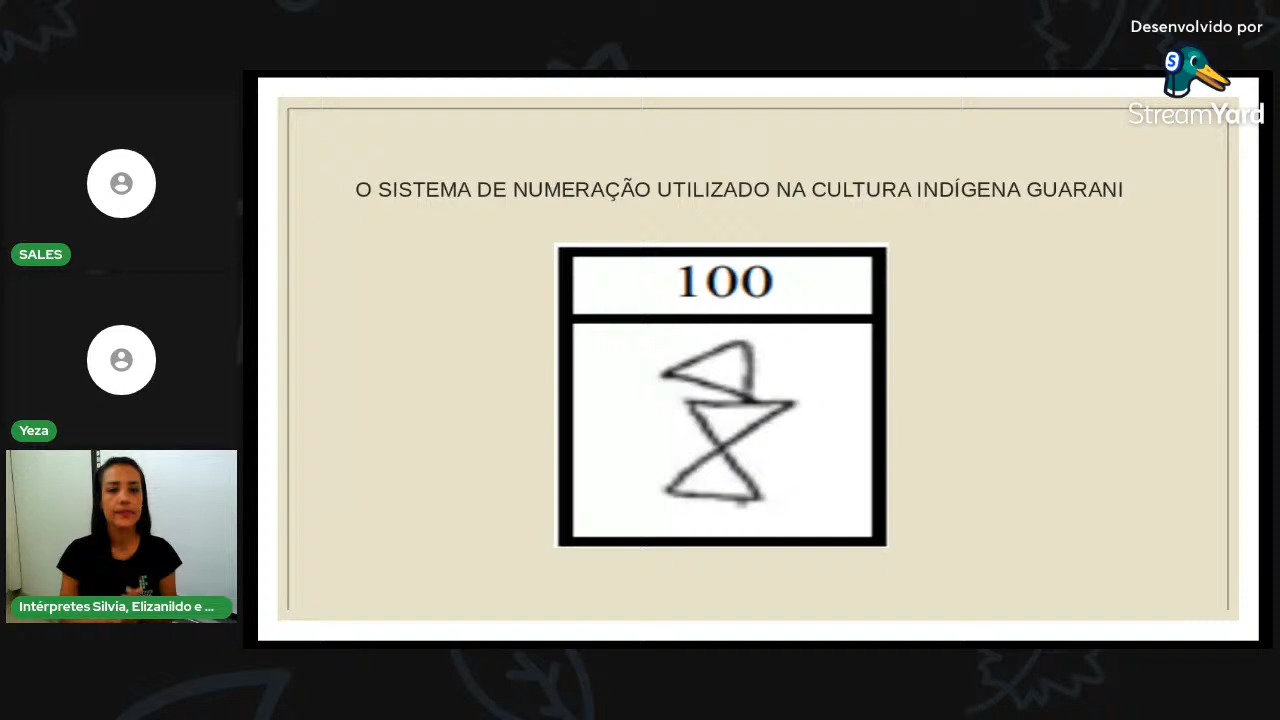 Desenvolvido por
StreamYard
O SISTEMA DE NUMERAÇÃO UTILIZADO NA CULTURA INDÍGENA GUARANI
100
SALES
Yeza
Intérpretes Silvia, Elizanildo e ...